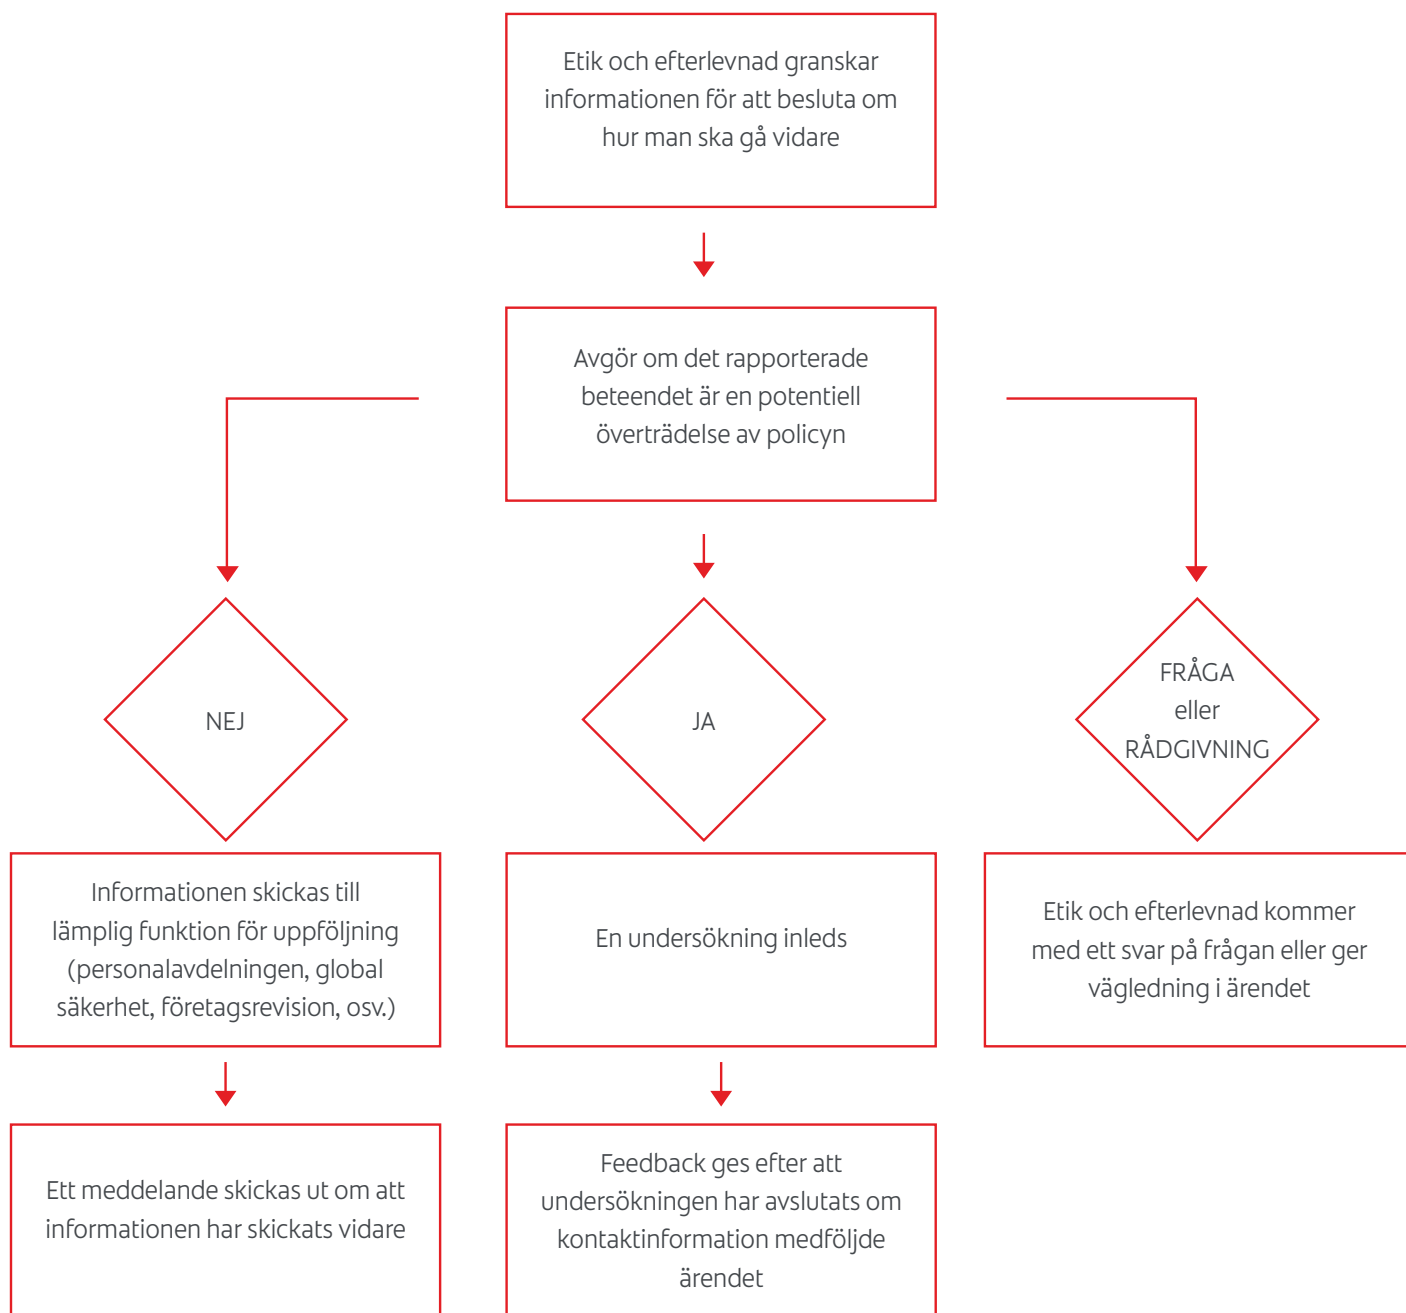 Etik och efterlevnad granskar
informationen för att besluta om
hur man ska gå vidare
Avgör om det rapporterade
beteendet är en potentiell
överträdelse av policyn
NEJ
JA
FRÅGA
eller
RÅDGIVNING
Informationen skickas till
lämplig funktion för uppföljning
(personalavdelningen, global
säkerhet, företagsrevision, osv.)
En undersökning inleds
Etik och efterlevnad kommer
med ett svar på frågan eller ger
vägledning i ärendet
Ett meddelande skickas ut om att
informationen har skickats vidare
Feedback ges efter att
undersökningen har avslutats om
kontaktinformation medföljde
ärendet